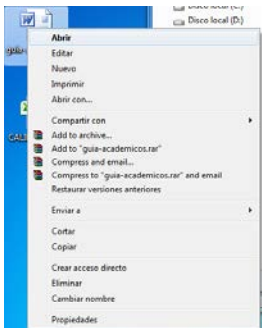 Disco local (C:)
Disco local (D:)
Abrir
Editar
Nuevo
Imprimir
Abrir con...
Compartir con
Add to archive...
Add to "guia-academicos.rar"
Compress and email...
Compress to "guia-academicos.rar" and email
Restaurar versiones anteriores
Enviar a
Cortar
Copiar
Crear acceso directo
Eliminar
Cambiar nombre
Propiedades